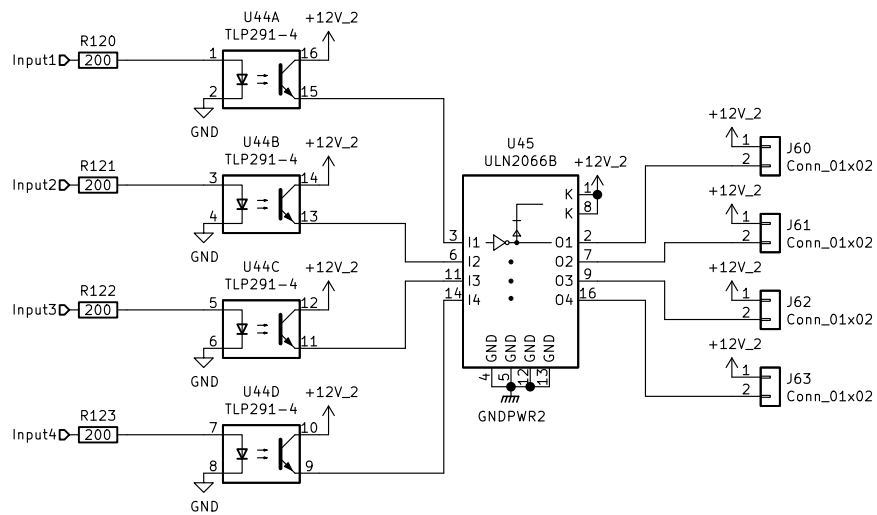 U44A
TLP291-4
+12V_2
R120
Input1
200
1
16
2
15
GND
U44B
TLP291-4
+12V_2
R121
Input2
200
3
14
4
13
GND
U44C
TLP291-4
+12V_2
R122
Input3
200
5
12
6
11
GND
U44D
TLP291-4
+12V_2
R123
Input4
200
7
10
8
9
GND
U45
ULN2066B
+12V_2
K 1
K 8
3 I1
O1 2
6 I2
O2 7
11 I3
O3 9
14 I4
O4 16
GND
GND
GND
GND
4
5
12
13
GNDPWR2
+12V_2
1
2
J60
Conn_01x02
+12V_2
1
2
J61
Conn_01x02
+12V_2
1
2
J62
Conn_01x02
+12V_2
1
2
J63
Conn_01x02